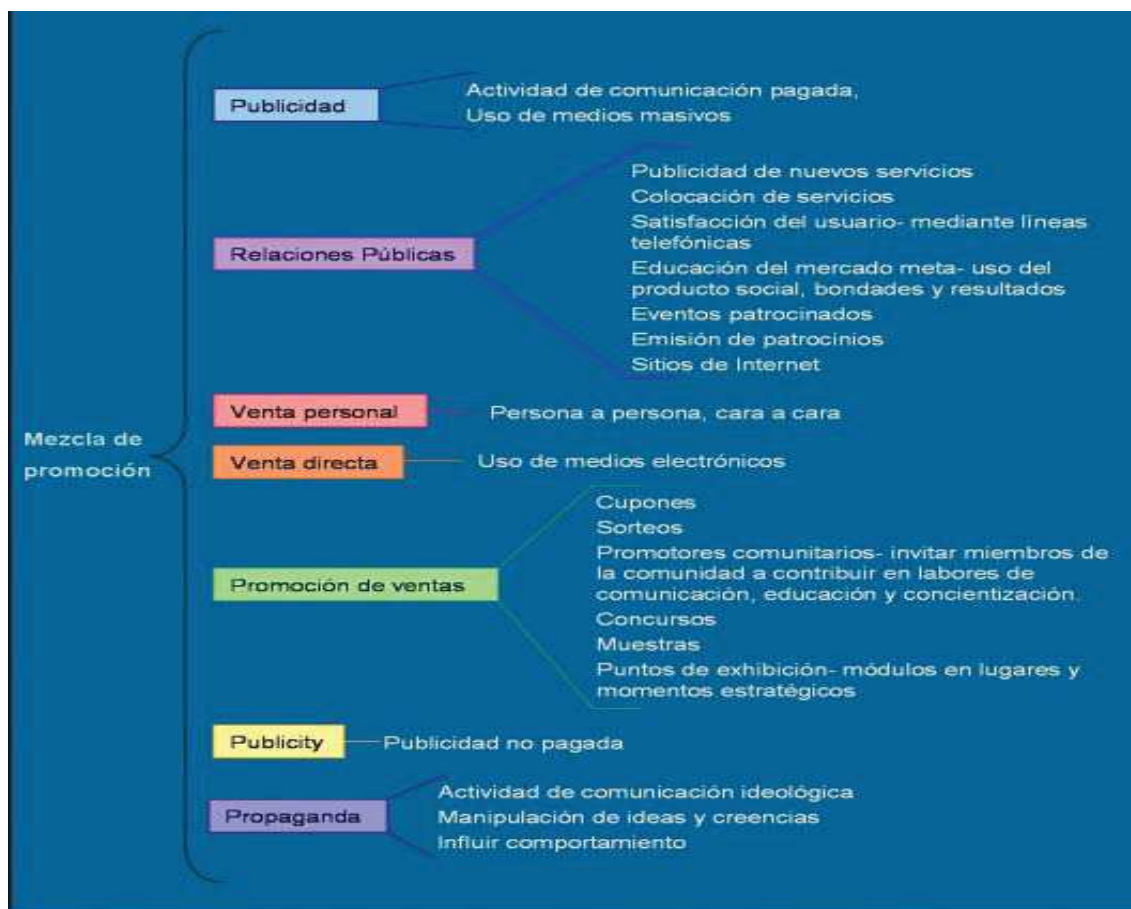 Mezcla de
promoción
Publicidad
Actividad de comunicación pagada,
Uso de medios masivos
Relaciones Públicas
Publicidad de nuevos servicios
Colocación de servicios
Satisfacción del usuario- mediante líneas
telefónicas
Educación del mercado meta- uso del
producto social, bondades y resultados
Eventos patrocinados
Emisión de patrocinios
Sitios de Internet
Venta personal
Persona a persona, cara a cara
Venta directa
Uso de medios electrónicos
Promoción de ventas
Cupones
Sorteos
Promotores comunitarios- invitar miembros de
la comunidad a contribuir en labores de
comunicación, educación y concientización.
Concursos
Muestras
Puntos de exhibición- módulos en lugares y
momentos estratégicos
Publicity
Publicidad no pagada
Propaganda
Actividad de comunicación ideológica
Manipulación de ideas y creencias
Influir comportamiento